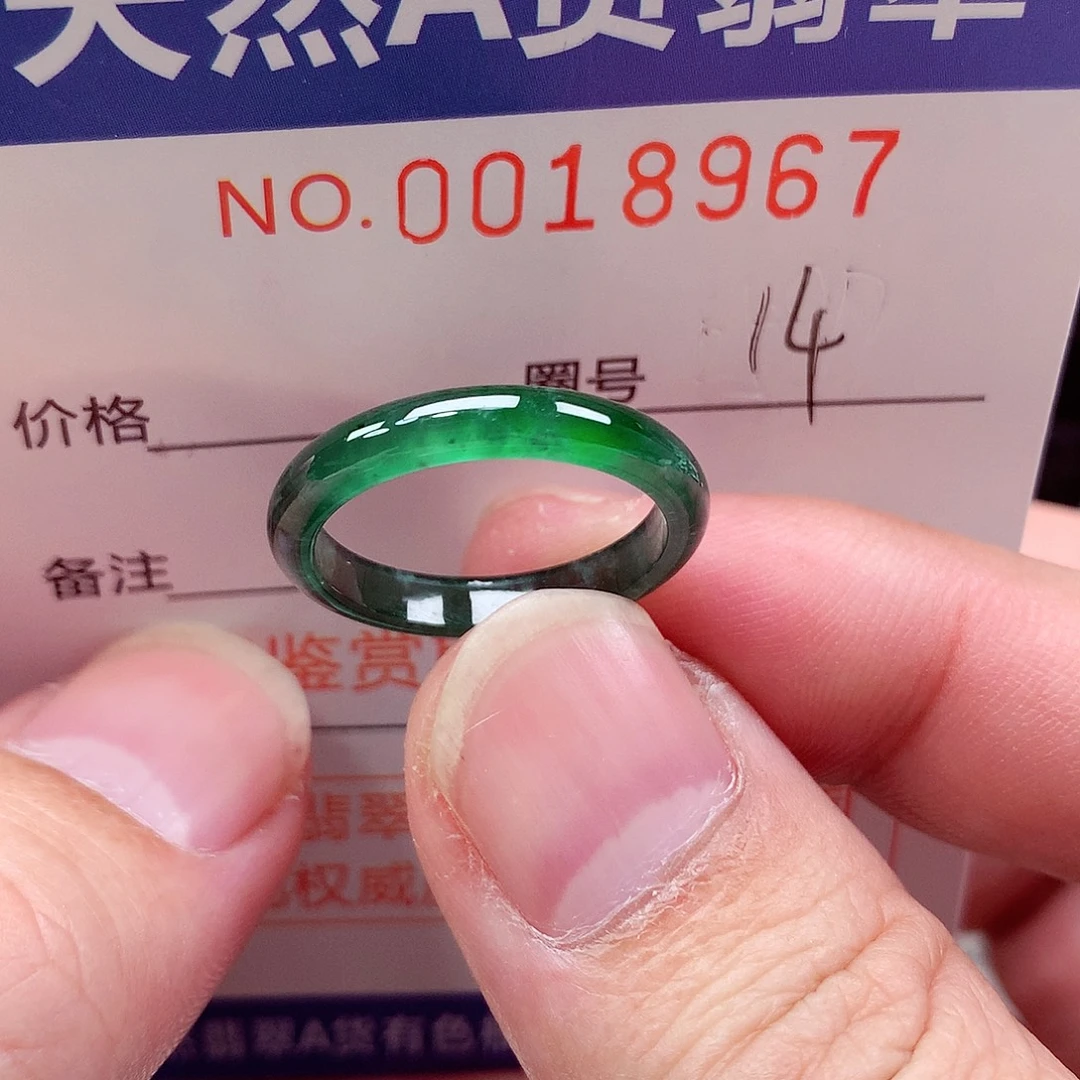 天然A货翡翠
NO. 0018967
价格 圈号 14
备注
鉴赏
翡翠
权威
翡翠A货有色